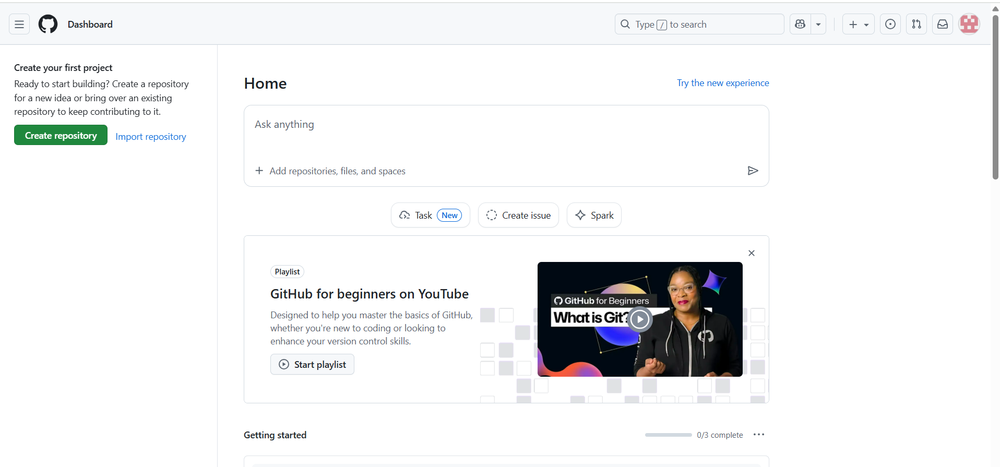 Dashboard
Type / to search
Create your first project
Ready to start building? Create a repository
for a new idea or bring over an existing
repository to keep contributing to it.
Create repository
Import repository
Home
Try the new experience
Ask anything
Add repositories, files, and spaces
Task New
Create issue
Spark
Playlist
GitHub for beginners on YouTube
Designed to help you master the basics of GitHub,
whether you're new to coding or looking to
enhance your version control skills.
Start playlist
GitHub for Beginners
What is Git?
Getting started
0/3 complete